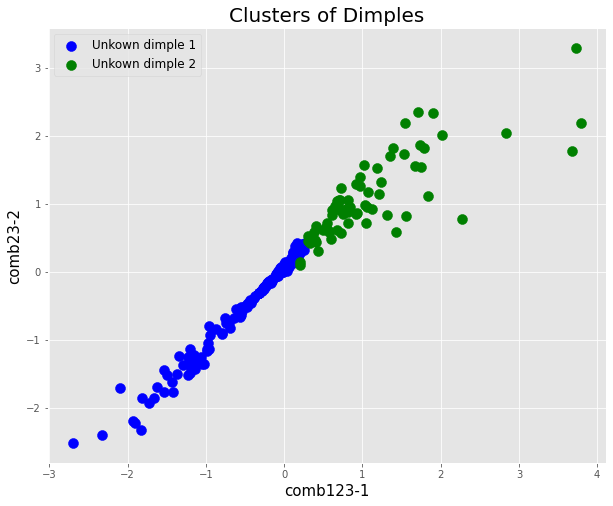 Clusters of Dimples
Unkown dimple 1
Unkown dimple 2
3
2
1
0
−1
−2
comb23-2
−3
−2
−1
0
1
2
3
4
comb123-1